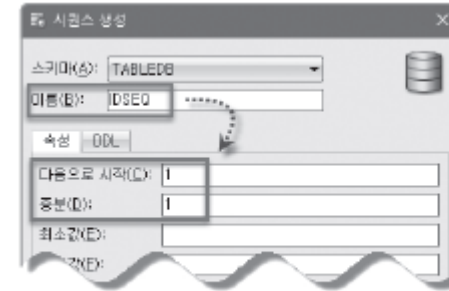 시퀀스 생성
스키마(A): TABLEDB
이름(B): IDSEQ
속성 DDL
다음으로 시작(C): 1
증분(D): 1
최소값(E):